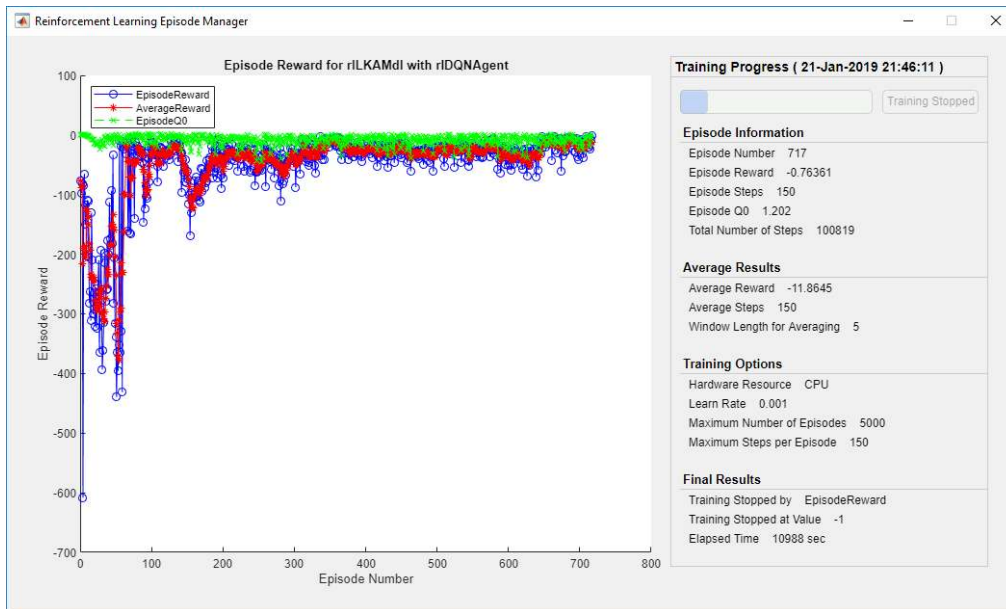 Reinforcement Learning Episode Manager
Episode Reward for rlLKAMdl with rlDQNAgent
EpisodeReward
AverageReward
EpisodeQ0
100
0
-100
-200
-300
-400
-500
-600
-700
Episode Reward
0 100 200 300 400 500 600 700 800
Episode Number
Training Progress ( 21-Jan-2019 21:46:11 )
Training Stopped
Episode Information
Episode Number 717
Episode Reward -0.76361
Episode Steps 150
Episode Q0 1.202
Total Number of Steps 100819
Average Results
Average Reward -11.8645
Average Steps 150
Window Length for Averaging 5
Training Options
Hardware Resource CPU
Learn Rate 0.001
Maximum Number of Episodes 5000
Maximum Steps per Episode 150
Final Results
Training Stopped by EpisodeReward
Training Stopped at Value -1
Elapsed Time 10988 sec